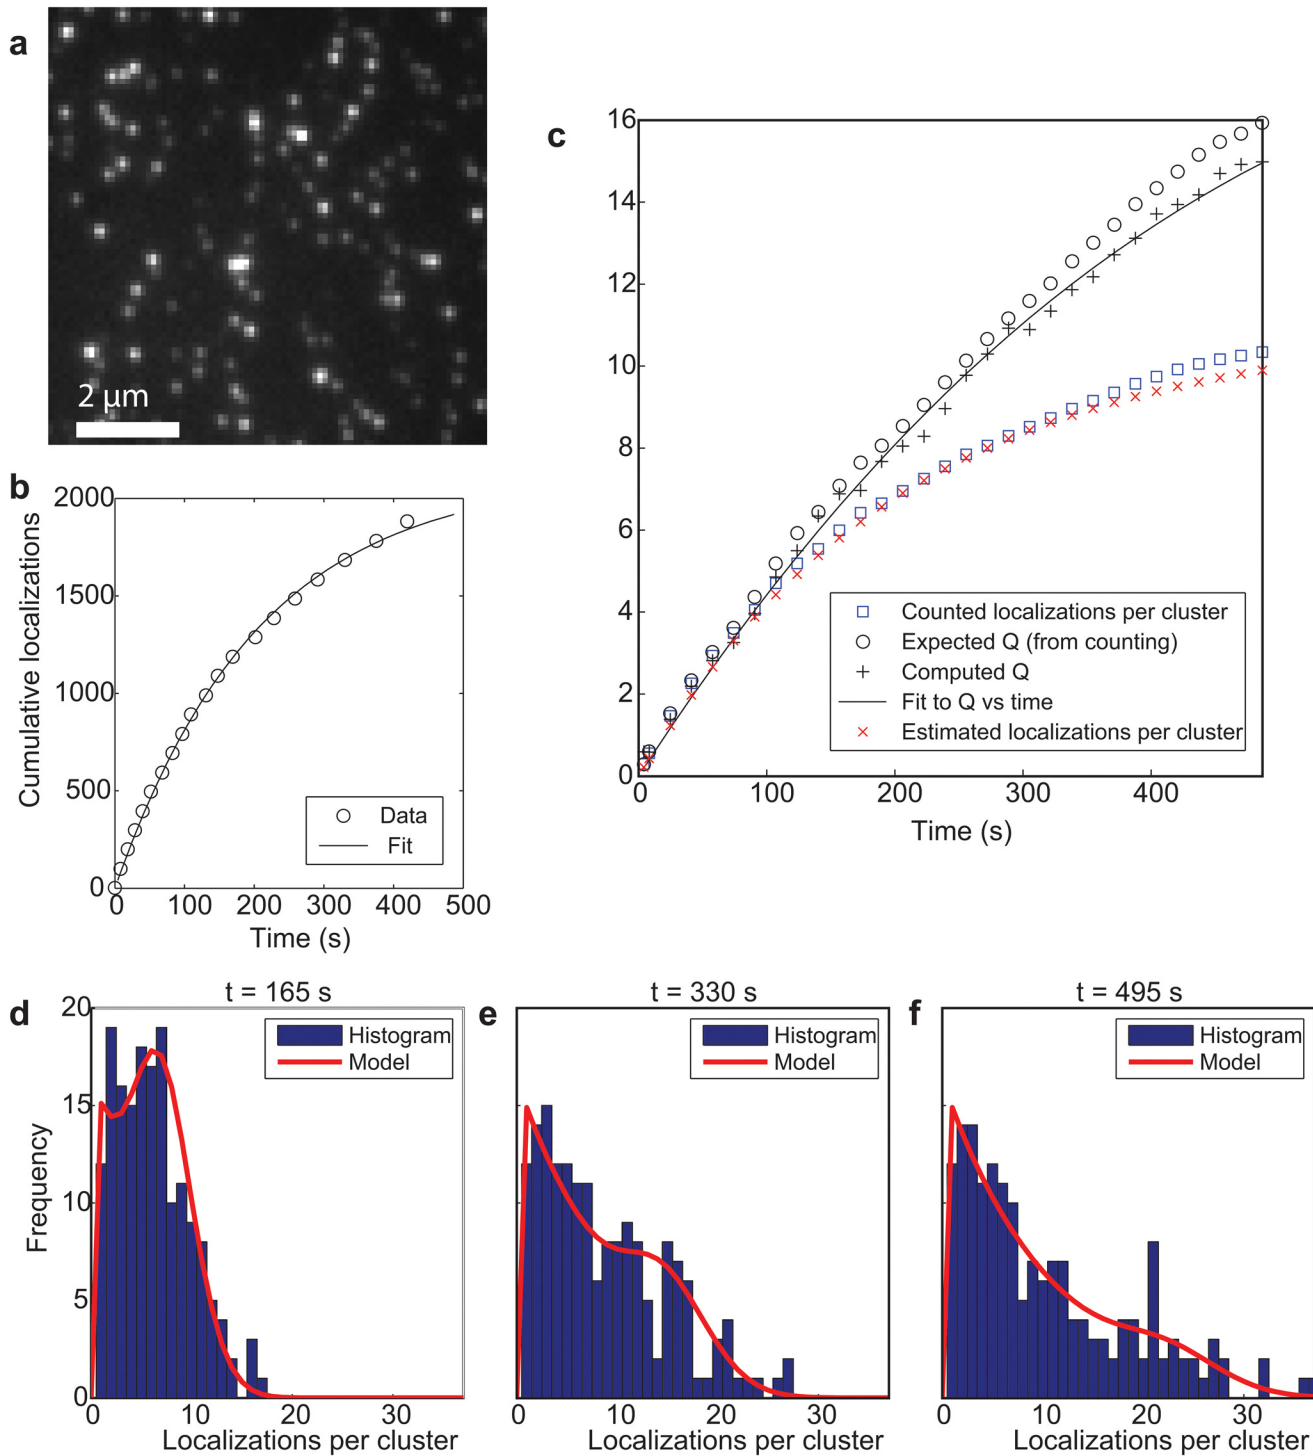 a
2 μm
b
2000
1500
1000
500
0
0 100 200 300 400 500
Cumulative localizations
Time (s)
Data
Fit
c
16
14
12
10
8
6
4
2
0
0 100 200 300 400
Time (s)
Counted localizations per cluster
Expected Q (from counting)
Computed Q
Fit to Q vs time
Estimated localizations per cluster
d
t = 165 s
20
15
10
5
0
Frequency
Histogram
Model
0 10 20 30
Localizations per cluster
e
t = 330 s
Histogram
Model
0 10 20 30
Localizations per cluster
f
t = 495 s
Histogram
Model
0 10 20 30
Localizations per cluster